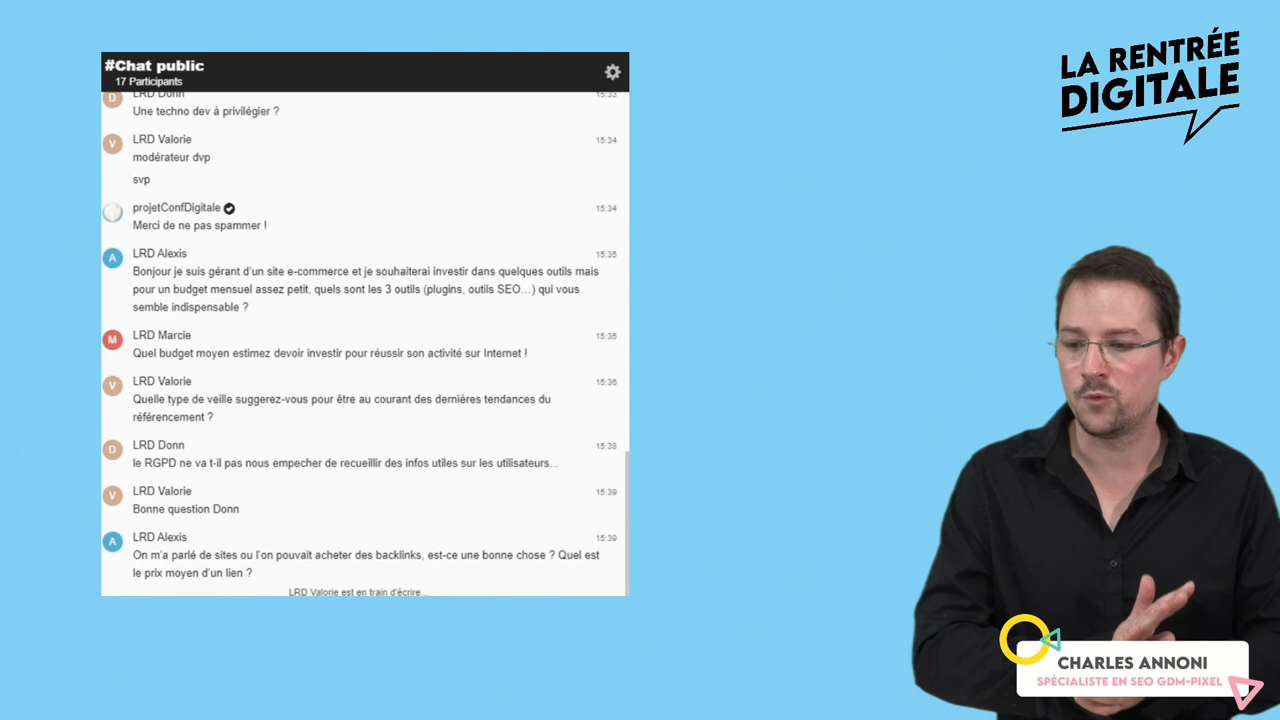 #Chat public
17 Participants
D
LRD Donn
15:33
Une techno dev à privilégier ?
V
LRD Valorie
15:34
modérateur dvp
svp
projetConfDigitale
15:34
Merci de ne pas spammer !
A
LRD Alexis
15:35
Bonjour je suis gérant d'un site e-commerce et je souhaiterai investir dans quelques outils mais
pour un budget mensuel assez petit, quels sont les 3 outils (plugins, outils SEO...) qui vous
semble indispensable ?
M
LRD Marcie
15:35
Quel budget moyen estimez devoir investir pour réussir son activité sur Internet !
V
LRD Valorie
15:36
Quelle type de veille suggerez-vous pour être au courant des dernières tendances du
référencement ?
D
LRD Donn
15:38
le RGPD ne va t-il pas nous empecher de recueillir des infos utiles sur les utilisateurs...
V
LRD Valorie
15:39
Bonne question Donn
A
LRD Alexis
15:39
On m'a parlé de sites ou l'on pouvait acheter des backlinks, est-ce une bonne chose ? Quel est
le prix moyen d'un lien ?
LRD Valorie est en train d'écrire...
LA RENTRÉE
DIGITALE
CHARLES ANNONI
SPÉCIALISTE EN SEO GDM-PIXEL